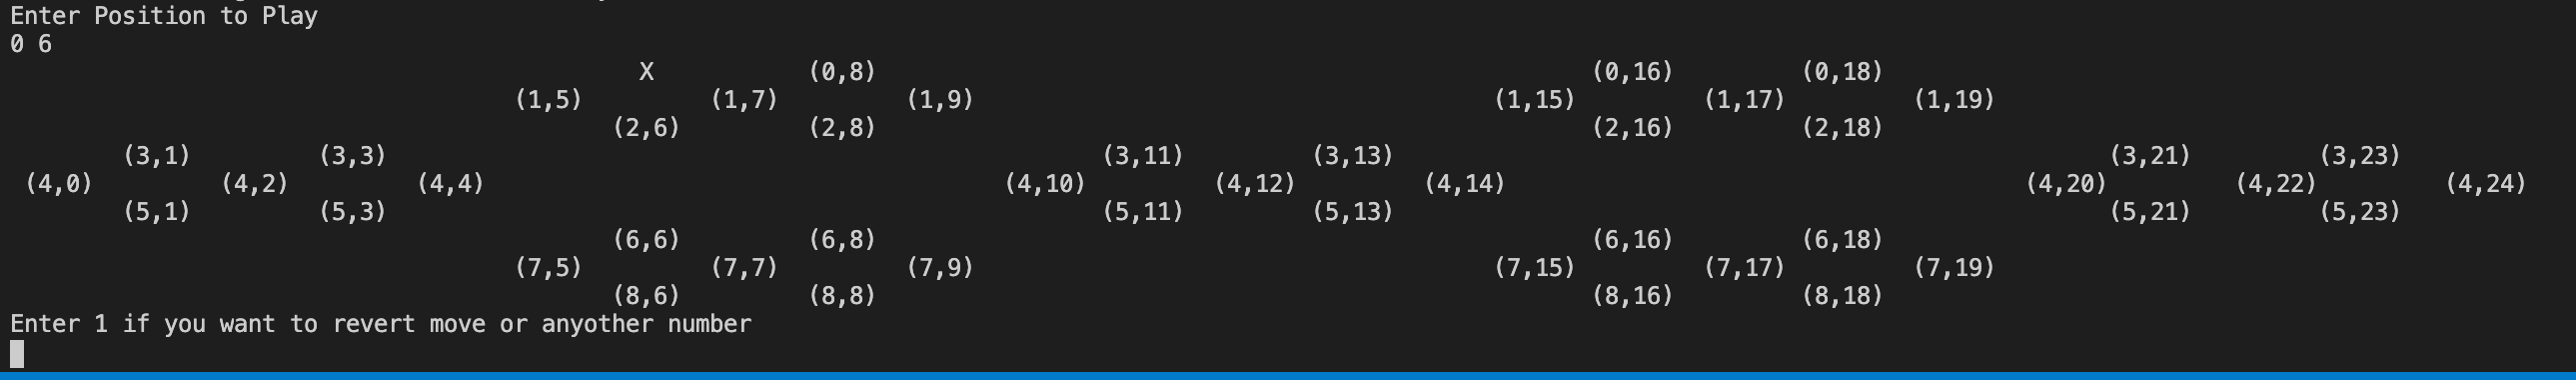 Enter Position to Play
0 6
X (0,8) (0,16) (0,18)
(1,5) (1,7) (1,9) (1,15) (1,17) (1,19)
(2,6) (2,8) (2,16) (2,18)
(3,1) (3,3) (3,11) (3,13) (3,21) (3,23)
(4,0) (4,2) (4,4) (4,10) (4,12) (4,14) (4,20) (4,22) (4,24)
(5,1) (5,3) (5,11) (5,13) (5,21) (5,23)
(6,6) (6,8) (6,16) (6,18)
(7,5) (7,7) (7,9) (7,15) (7,17) (7,19)
(8,6) (8,8) (8,16) (8,18)
Enter 1 if you want to revert move or anyother number